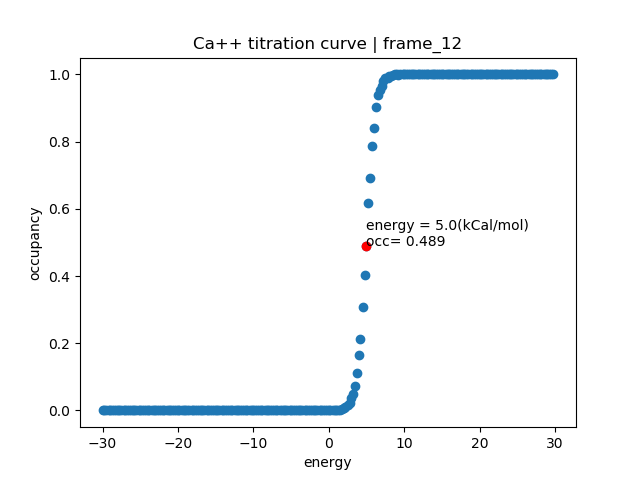 Ca++ titration curve | frame_12
1.0
0.8
0.6
0.4
0.2
0.0
occupancy
energy = 5.0(kCal/mol)
occ= 0.489
−30
−20
−10
0
10
20
30
energy